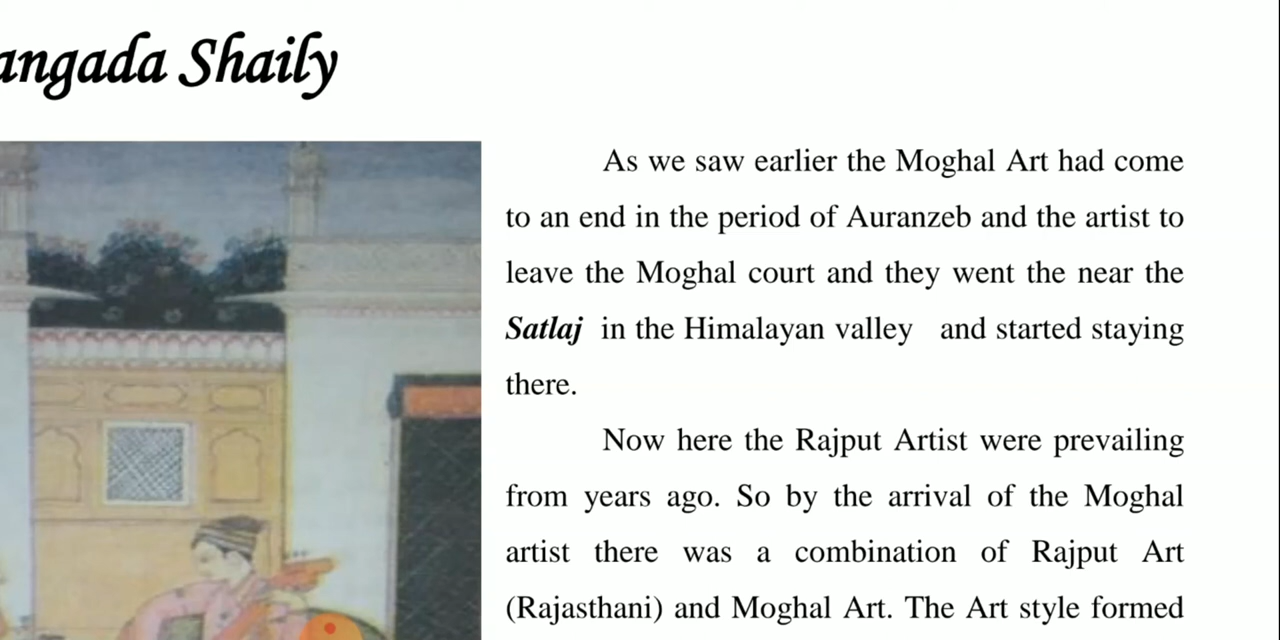 angada Shaily
As we saw earlier the Moghal Art had come
to an end in the period of Auranzeb and the artist to
leave the Moghal court and they went the near the
Satlaj in the Himalayan valley and started staying
there.
Now here the Rajput Artist were prevailing
from years ago. So by the arrival of the Moghal
artist there was a combination of Rajput Art
(Rajasthani) and Moghal Art. The Art style formed